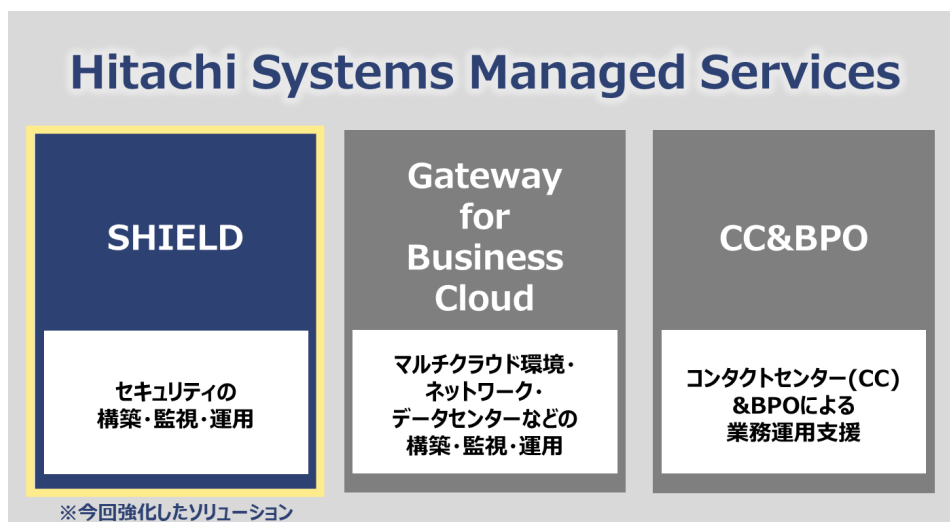 Hitachi Systems Managed Services
SHIELD
セキュリティの
構築・監視・運用
Gateway
for
Business
Cloud
マルチクラウド環境・
ネットワーク・
データセンターなどの
構築・監視・運用
CC&BPO
コンタクトセンター(CC)
&BPOによる
業務運用支援
※今回強化したソリューション